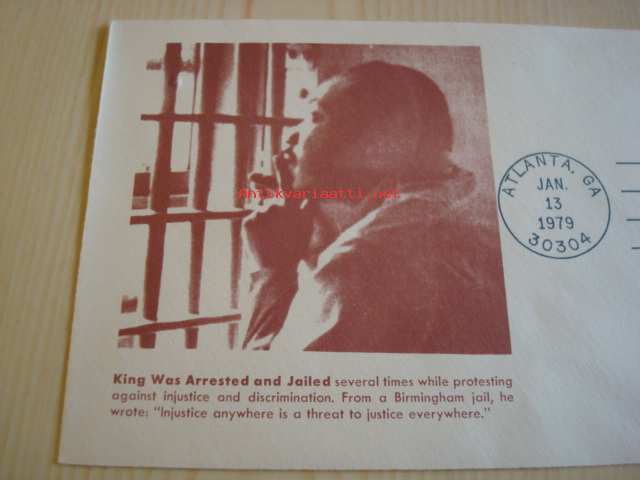 Antikvariaatti.net
ATLANTA, GA
JAN.
13
1979
30304
King Was Arrested and Jailed several times while protesting
against injustice and discrimination. From a Birmingham jail, he
wrote: "Injustice anywhere is a threat to justice everywhere."